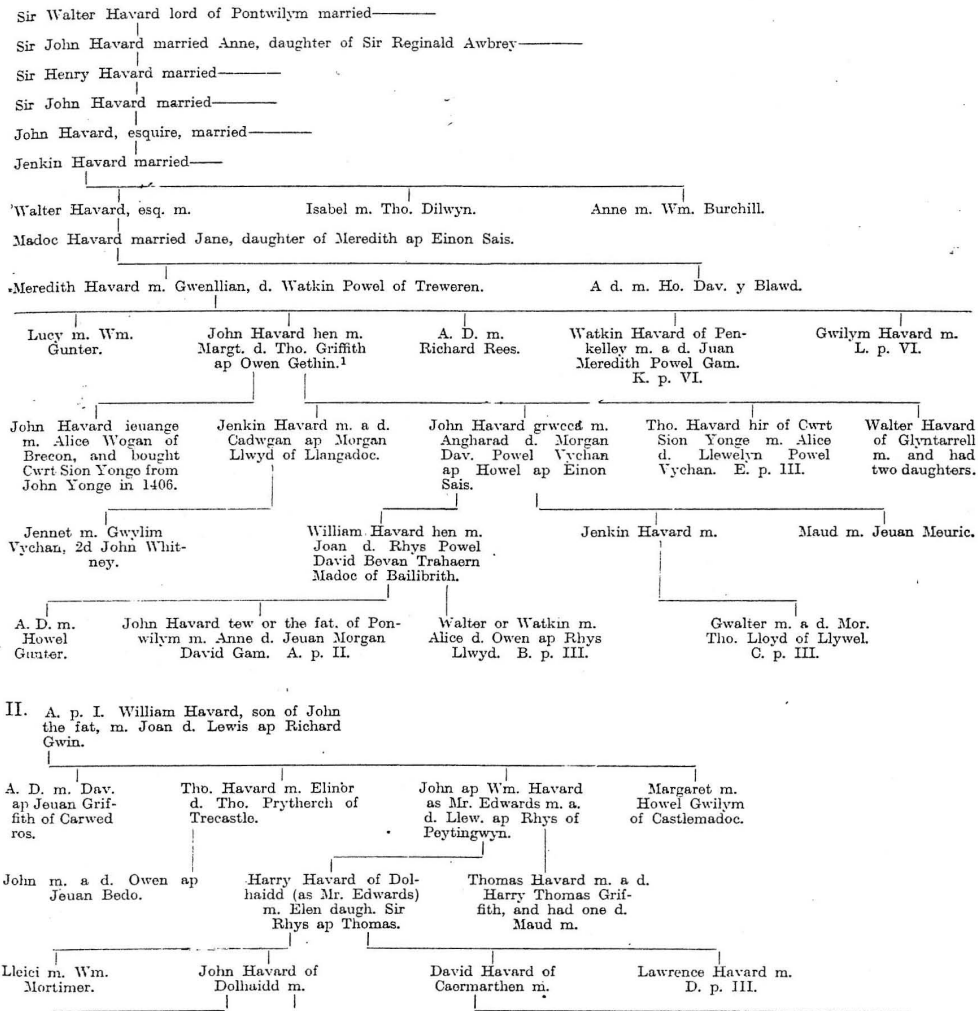 Sir Walter Havard lord of Pontwilym married———
Sir John Havard married Anne, daughter of Sir Reginald Awbrey———
Sir Henry Havard married———
Sir John Havard married———
John Havard, esquire, married———
Jenkin Havard married——
Walter Havard, esq. m.
Isabel m. Tho. Dilwyn.
Anne m. Wm. Burchill.
Madoc Havard married Jane, daughter of Meredith ap Einon Sais.
Meredith Havard m. Gwenllian, d. Watkin Powel of Treweren.
A d. m. Ho. Dav. y Blawd.
Lucy m. Wm.
Gunter.
John Havard hen m.
Margt. d. Tho. Griffith
ap Owen Gethin.¹
A. D. m.
Richard Rees.
Watkin Havard of Pen-
kelley m. a d. Juan
Meredith Powel Gam.
K. p. VI.
Gwilym Havard m.
L. p. VI.
John Havard ieuange
m. Alice Wogan of
Brecon, and bought
Cwrt Sion Yonge from
John Yonge in 1406.
Jenkin Havard m. a d.
Cadwgan ap Morgan
Llwyd of Llangadoc.
John Havard grwced m.
Angharad d. Morgan
Dav. Powel Vychan
ap Howel ap Einon
Sais.
Tho. Havard hir of Cwrt
Sion Yonge m. Alice
d. Llewelyn Powel
Vychan. E. p. III.
Walter Havard
of Glyntarrell
m. and had
two daughters.
Jennet m. Gwylim
Vychan, 2d John Whit-
ney.
William Havard hen m.
Joan d. Rhys Powel
David Bevan Trahaern
Madoc of Bailibrith.
Jenkin Havard m.
Maud m. Jeuan Meuric.
A. D. m.
Howel
Gunter.
John Havard tew or the fat. of Pon-
wilym m. Anne d. Jeuan Morgan
David Gam. A. p. II.
Walter or Watkin m.
Alice d. Owen ap Rhys
Llwyd. B. p. III.
Gwalter m. a d. Mor.
Tho. Lloyd of Llywel.
C. p. III.
II. A. p. I. William Havard, son of John
the fat, m. Joan d. Lewis ap Richard
Gwin.
A. D. m. Dav.
ap Jeuan Grif-
fith of Carwed
ros.
Tho. Havard m. Elinor
d. Tho. Prytherch of
Trecastle.
John ap Wm. Havard
as Mr. Edwards m. a.
d. Llew. ap Rhys of
Peytingwyn.
Margaret m.
Howel Gwilym
of Castlemadoc.
John m. a d. Owen ap
Jeuan Bedo.
Harry Havard of Dol-
haidd (as Mr. Edwards)
m. Elen daugh. Sir
Rhys ap Thomas.
Thomas Havard m. a d.
Harry Thomas Grif-
fith, and had one d.
Maud m.
Lleici m. Wm.
Mortimer.
John Havard of
Dolhaidd m.
David Havard of
Caermarthen m.
Lawrence Havard m.
D. p. III.